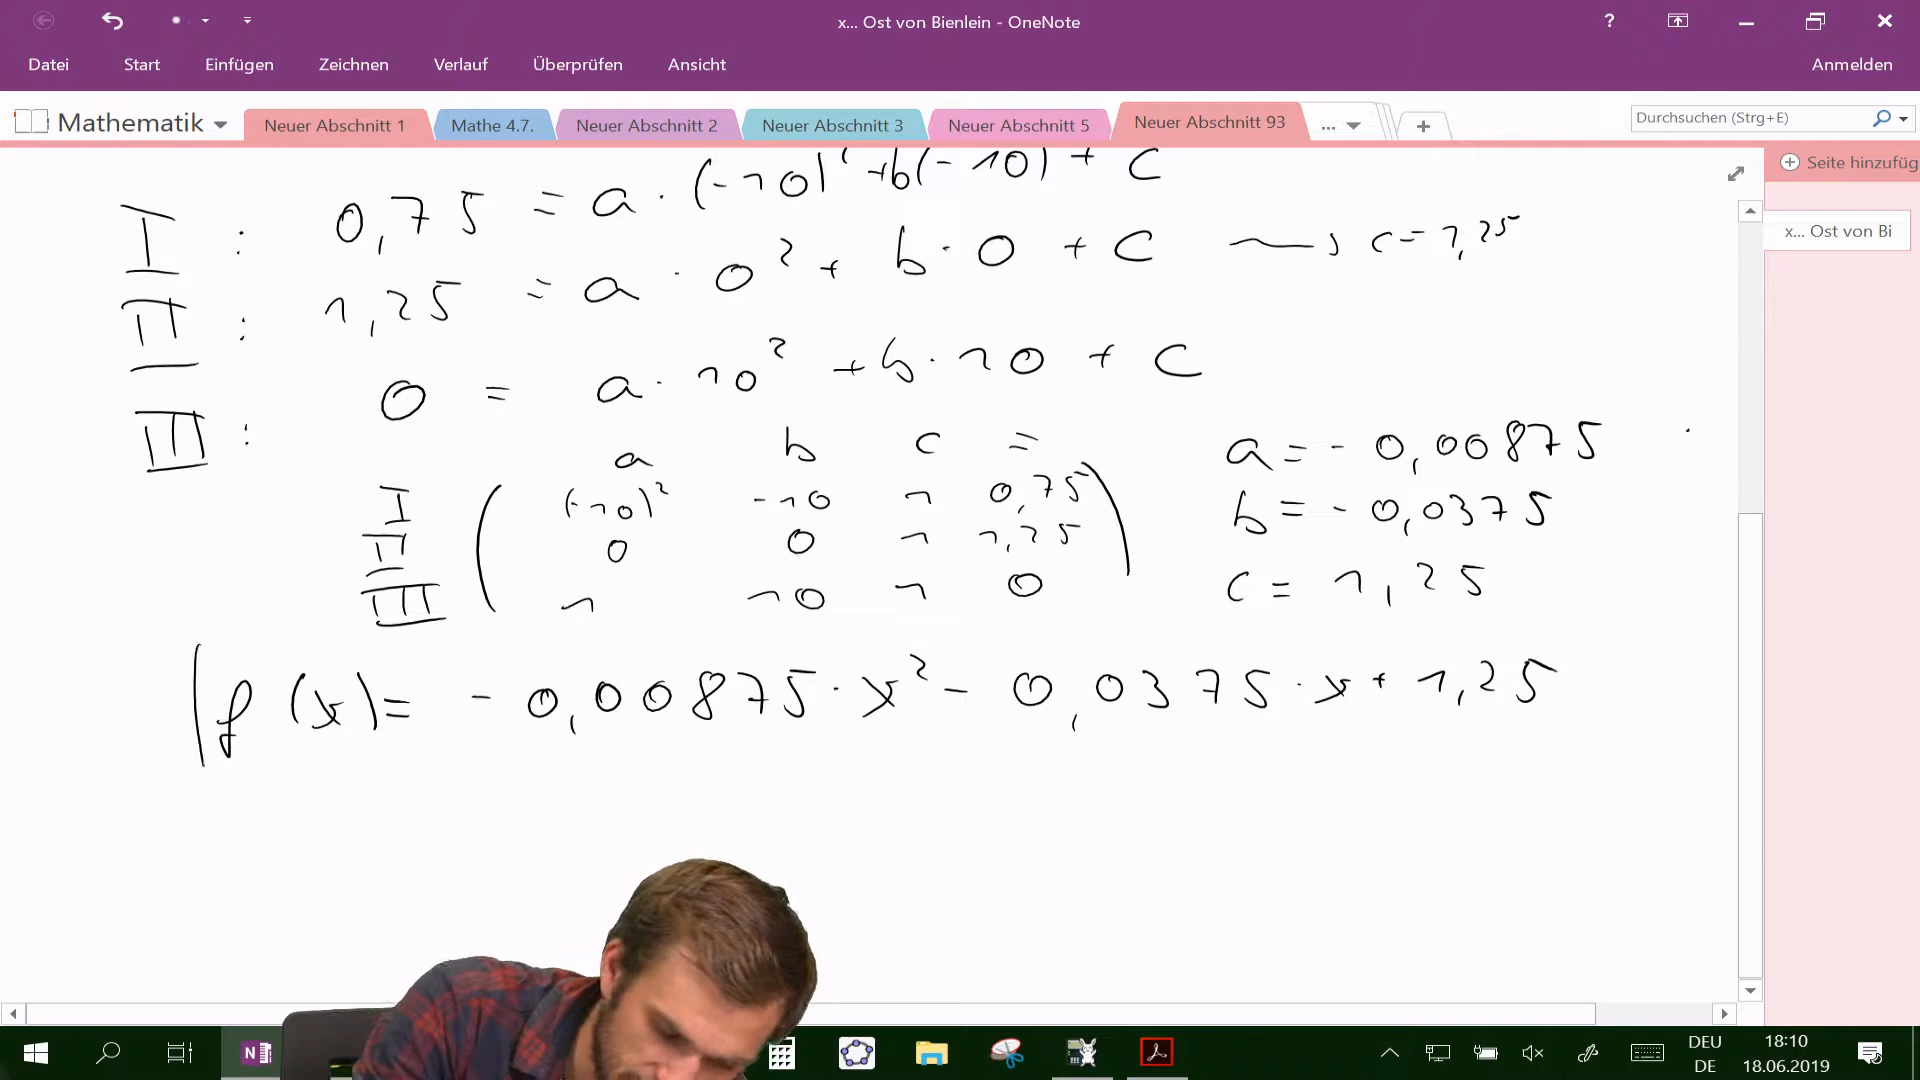 x... Ost von Bienlein - OneNote
?
Datei Start Einfügen Zeichnen Verlauf Überprüfen Ansicht Anmelden
Mathematik Neuer Abschnitt 1 Mathe 4.7. Neuer Abschnitt 2 Neuer Abschnitt 3 Neuer Abschnitt 5 Neuer Abschnitt 93 ... + Durchsuchen (Strg+E)
Seite hinzufüg
x... Ost von Bi
I : 0,75 = a · (-10)² + b(-10) + c
II : 1,25 = a · 0² + b · 0 + c → c = 1,25
III : 0 = a · 10² + b · 10 + c
a b c =
I (-10)² -10 1 0,75
II 0 0 1 1,25
III 1 10 1 0
a = - 0,00875
b = - 0,0375
c = 1,25
f(x) = - 0,00875 · x² - 0,0375 · x + 1,25
DEU
DE
18:10
18.06.2019